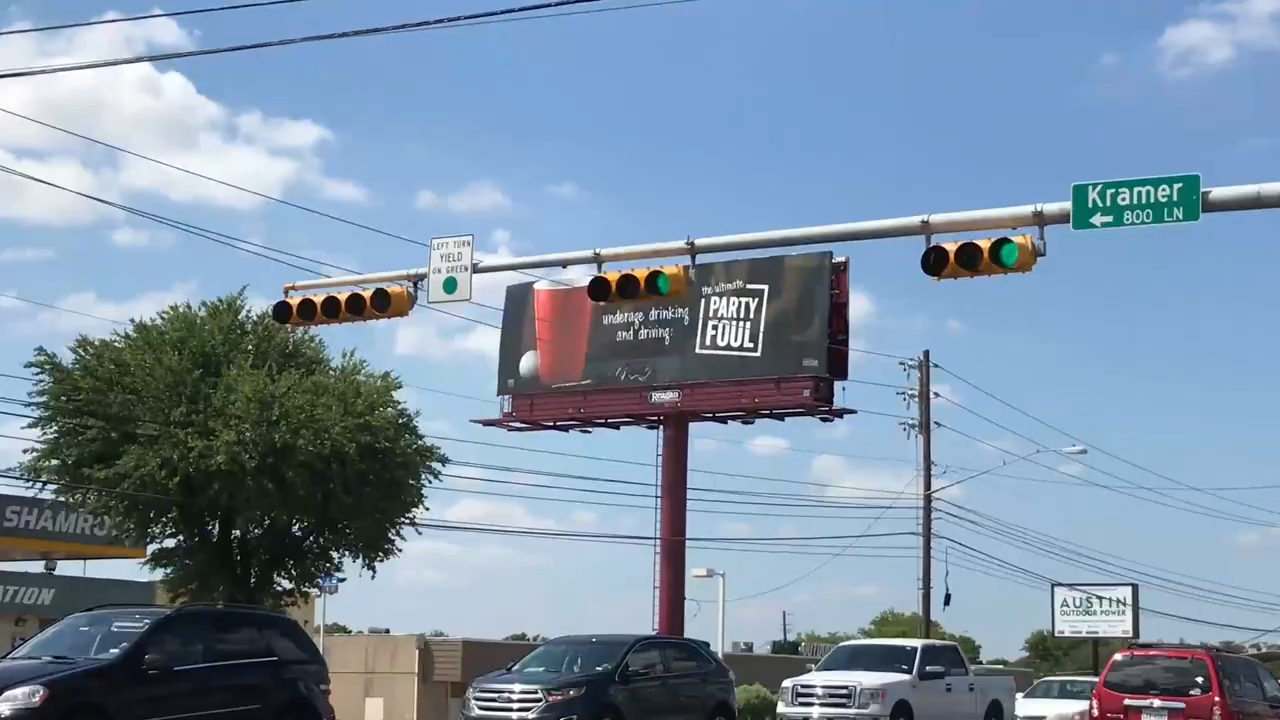 Kramer
← 800 LN
LEFT TURN
YIELD
ON GREEN
underage drinking
and driving:
the ultimate
PARTY
FOUL
Reagan
SHAMRO
ATION
AUSTIN
OUTDOOR POWER